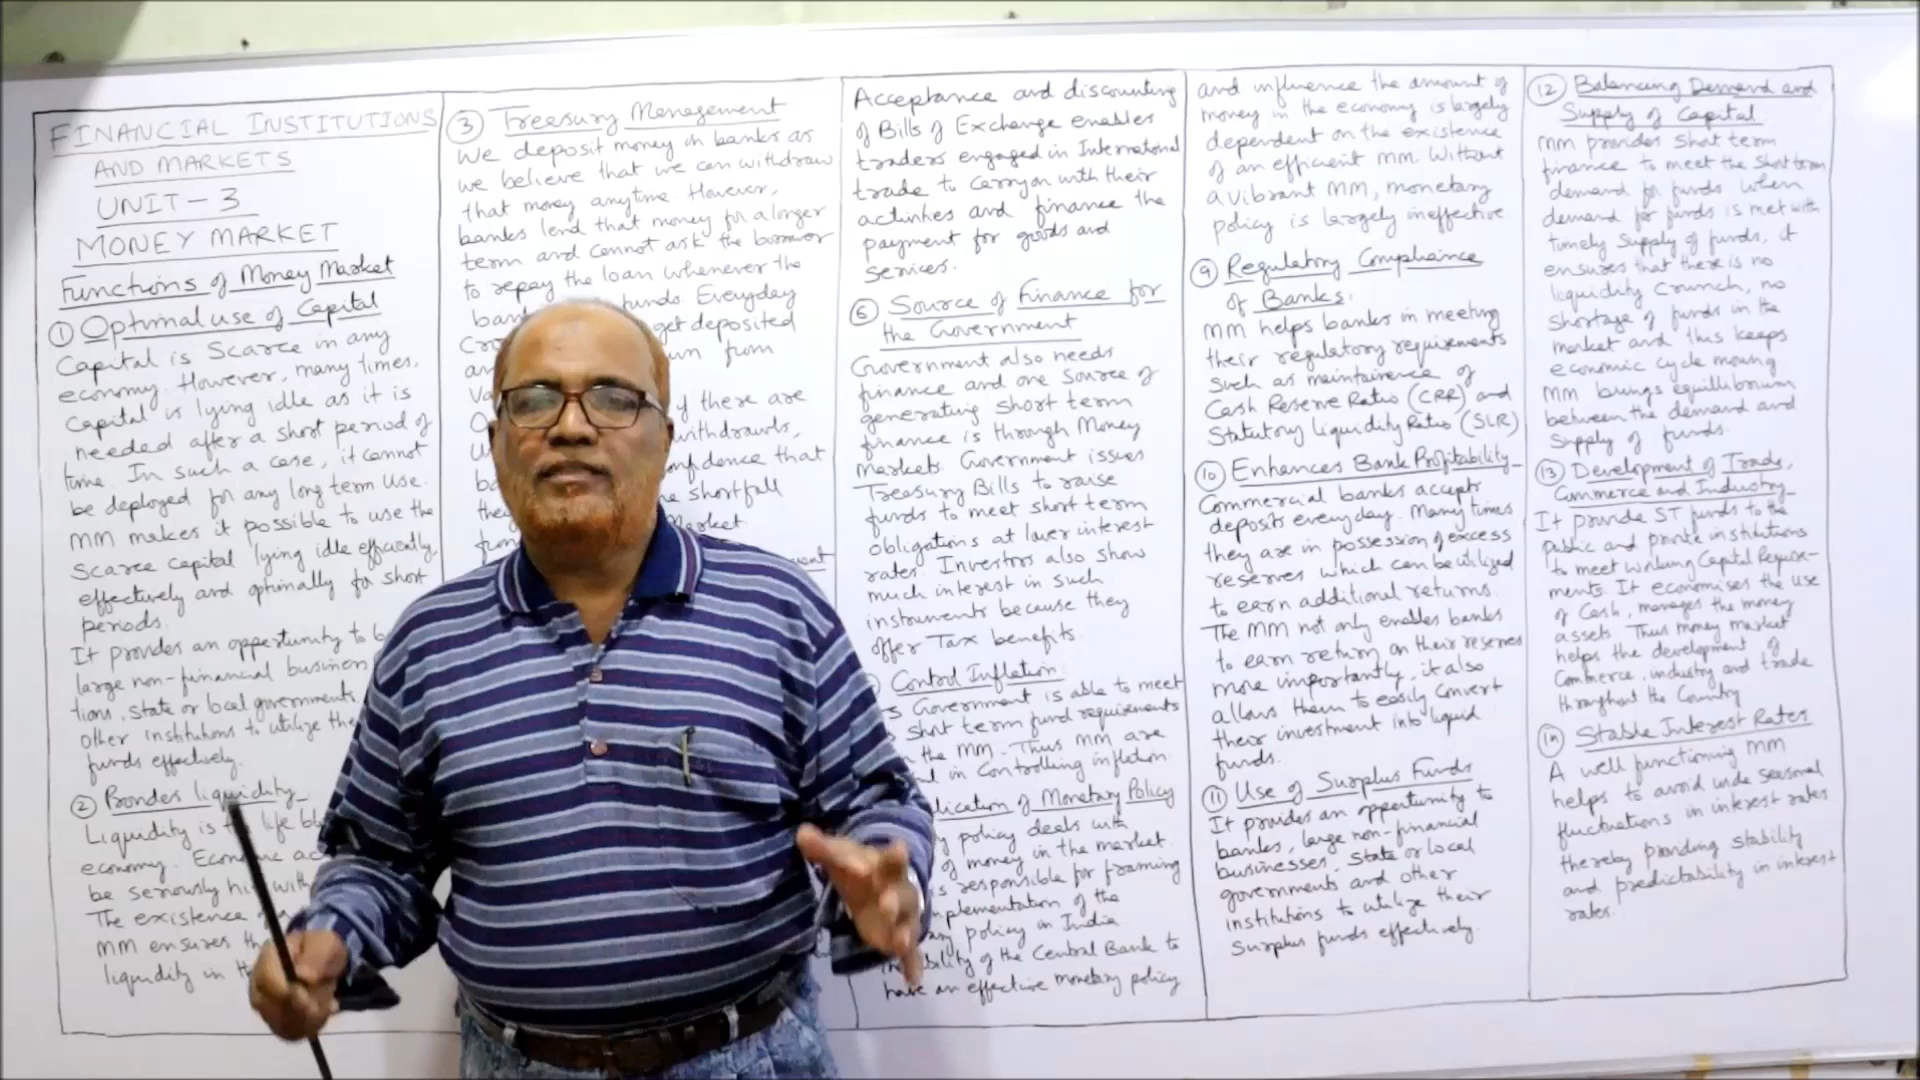 FINANCIAL INSTITUTIONS
AND MARKETS
UNIT - 3
MONEY MARKET
Functions of Money Market
① Optimal use of Capital
Capital is Scarce in any
economy. However, many times,
Capital is lying idle as it is
needed after a short period of
time. In such a case, it cannot
be deployed for any long term use.
MM makes it possible to use the
Scarce capital lying idle efficiently
effectively and optimally for short
periods.
It provides an opportunity to
large non-financial business
tions, state or local governments
other institutions to utilize the
funds effectively.
② Provides liquidity
Liquidity is the life
economy. Economic
be seriously hit with
The existence
MM ensures
liquidity in
③ Treasury Management
We deposit money in banks as
we believe that we can withdraw
that money anytime. However,
banks lend that money for a longer
term and cannot ask the borrower
to repay the loan whenever the
funds. Everyday
get deposited
from
there are
withdrawls,
that
shortfall
Market
Acceptance and discounting
of Bills of Exchange enables
traders engaged in International
trade to carryon with their
activities and finance the
payment for goods and
services.
⑥ Source of Finance for
the Government
Government also needs
finance and one source of
generating short term
finance is through Money
Markets. Government issues
Treasury Bills to raise
funds to meet short term
obligations at lower interest
rates. Investors also show
much interest in such
instruments because they
offer Tax benefits.
Control Inflation
Government is able to meet
short term fund requirements
the MM. Thus MM are
in Controlling inflation.
of Monetary Policy
policy deals with
of money in the market.
is responsible for framing
implementation of the
policy in India
of the Central Bank to
have an effective monetary policy
and influence the amount of
money in the economy is largely
dependent on the existence
of an efficient MM. Without
a vibrant MM, monetary
policy is largely ineffective
⑨ Regulatory Compliance
of Banks.
MM helps banks in meeting
their regulatory requirements
such as maintainence of
Cash Reserve Ratio (CRR) and
Statutory Liquidity Ratio (SLR)
⑩ Enhances Bank Profitability
Commercial banks accepts
deposits everyday. Many times
they are in possession of excess
reserves which can be utilized
to earn additional returns.
The MM not only enables banks
to earn return on their reserves
more importantly, it also
allows them to easily convert
their investment into liquid
funds.
⑪ Use of Surplus Funds
It provides an opportunity to
banks, large non-financial
businesses, state or local
governments and other
institutions to utilize their
Surplus funds effectively.
⑫ Balancing Demand and
Supply of Capital
MM provides short term
finance to meet the short term
demand for funds. When
demand for funds is met with
timely supply of funds, it
ensures that there is no
liquidity crunch, no
shortage of funds in the
market and this keeps
economic cycle moving
MM brings equillibrium
between the demand and
Supply of funds.
⑬ Development of Trade,
Commerce and Industry
It provide ST funds to the
public and private institutions
to meet working Capital Require-
ments. It economises the use
of Cash, manages the money
assets. Thus money market
helps the development of
Commerce, industry and trade
throughout the Country
⑭ Stable Interest Rates
A well functioning MM
helps to avoid wide seasonal
fluctuations in interest rates
thereby providing stability
and predictability in interest
rates.